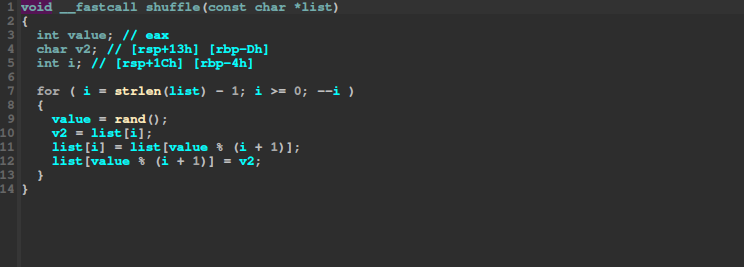 1 void __fastcall shuffle(const char *list)
2 {
3   int value; // eax
4   char v2; // [rsp+13h] [rbp-Dh]
5   int i; // [rsp+1Ch] [rbp-4h]
6
7   for ( i = strlen(list) - 1; i >= 0; --i )
8   {
9     value = rand();
10     v2 = list[i];
11     list[i] = list[value % (i + 1)];
12     list[value % (i + 1)] = v2;
13   }
14 }